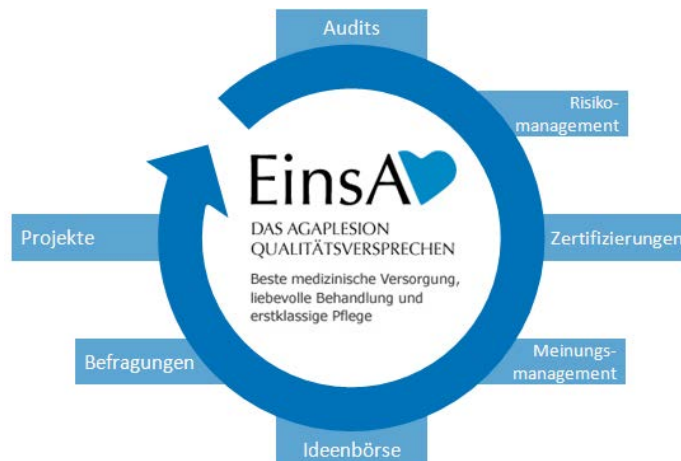 Audits
Risiko-
management
Zertifizierungen
Meinungs-
management
Ideenbörse
Befragungen
Projekte
EinsA
DAS AGAPLESION
QUALITÄTSVERSPRECHEN
Beste medizinische Versorgung,
liebevolle Behandlung und
erstklassige Pflege